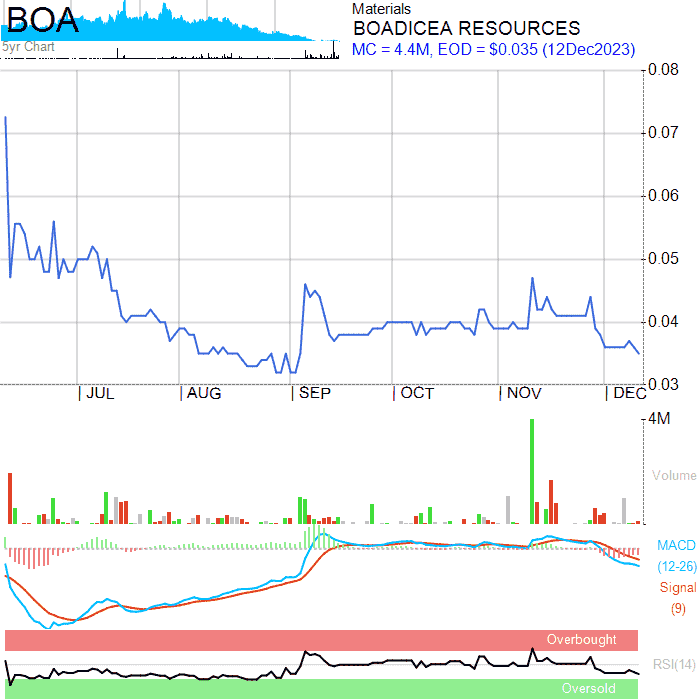 BOA
5yr Chart
Materials
BOADICEA RESOURCES
MC = 4.4M, EOD = $0.035 (12Dec2023)
0.08
0.07
0.06
0.05
0.04
0.03
| JUL | AUG | SEP | OCT | NOV | DEC
4M
Volume
MACD
(12-26)
Signal
(9)
Overbought
RSI(14)
Oversold